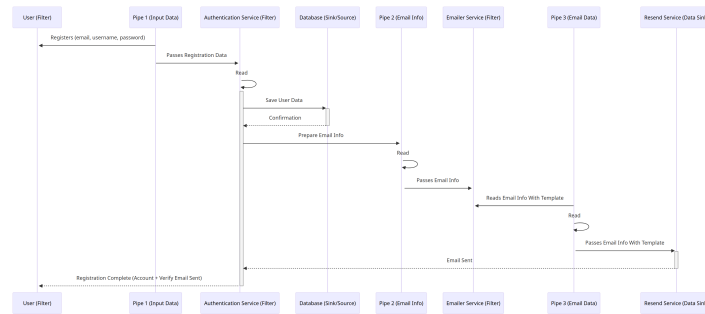 User (Filter)
Pipe 1 (Input Data)
Authentication Service (Filter)
Database (Sink/Source)
Pipe 2 (Email Info)
Emailer Service (Filter)
Pipe 3 (Email Data)
Resend Service (Data Sin
Registers (email, username, password)
Passes Registration Data
Read
Save User Data
Confirmation
Prepare Email Info
Read
Passes Email Info
Reads Email Info With Template
Read
Passes Email Info With Template
Email Sent
Registration Complete (Account + Verify Email Sent)
User (Filter)
Pipe 1 (Input Data)
Authentication Service (Filter)
Database (Sink/Source)
Pipe 2 (Email Info)
Emailer Service (Filter)
Pipe 3 (Email Data)
Resend Service (Data Sin